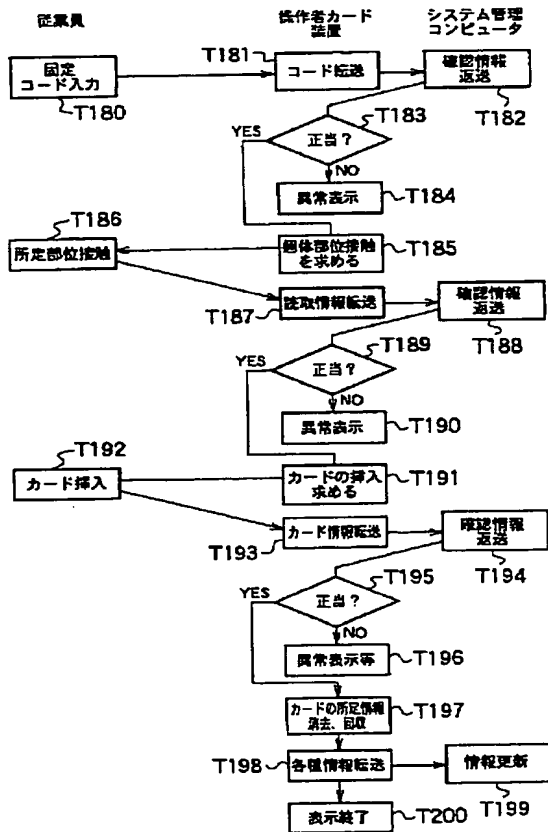 従業員
操作者カード
装置
システム管理
コンピュータ
固定
コード入力
T180
T181
コード転送
確認情報
返送
T182
YES
T183
正当？
NO
異常表示
T184
T186
所定部位接触
個体部位接触
を求める
T185
読取情報転送
T187
確認情報
返送
T188
YES
T189
正当？
NO
異常表示
T190
T192
カード挿入
カードの挿入
求める
T191
カード情報転送
T193
確認情報
返送
T194
YES
T195
正当？
NO
異常表示等
T196
カードの所定情報
消去、回収
T197
T198
各種情報転送
情報更新
T199
表示終了
T200